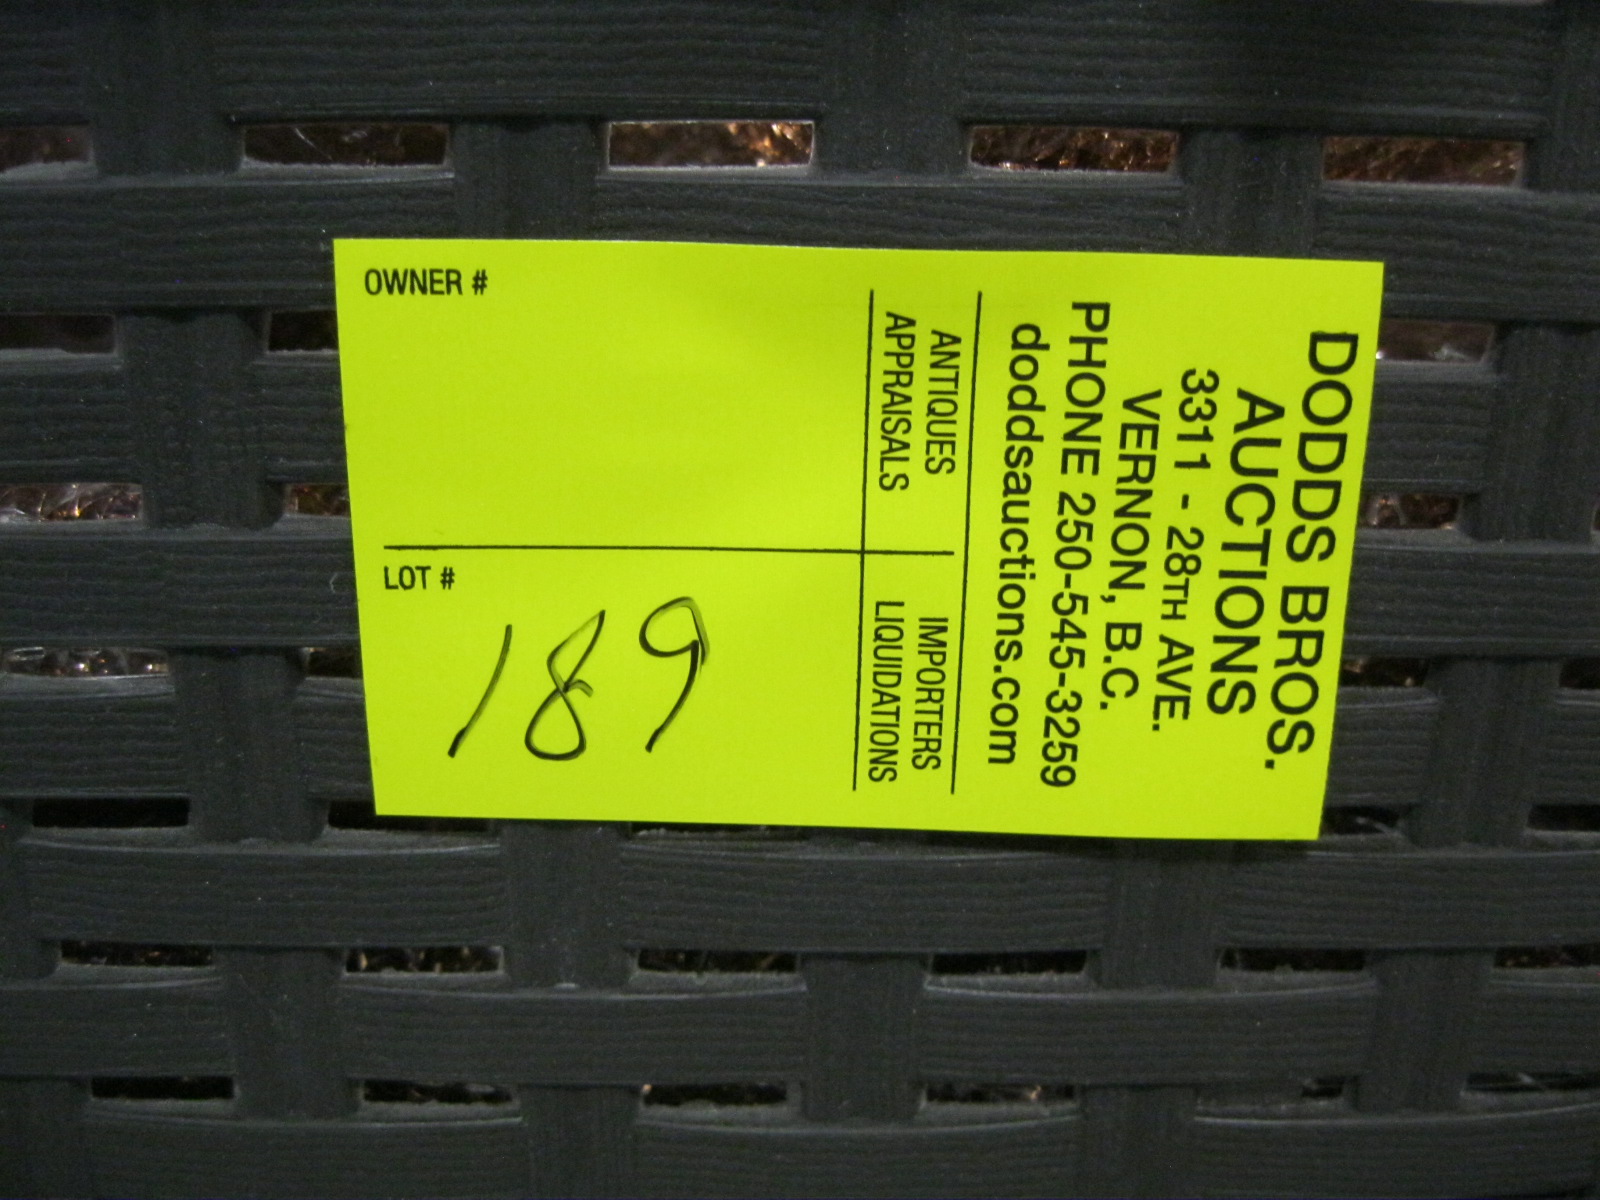 DODDS BROS.
AUCTIONS
3311 - 28TH AVE.
VERNON, B.C.
PHONE 250-545-3259
doddsauctions.com
ANTIQUES
APPRAISALS
IMPORTERS
LIQUIDATIONS
OWNER #
LOT #
189